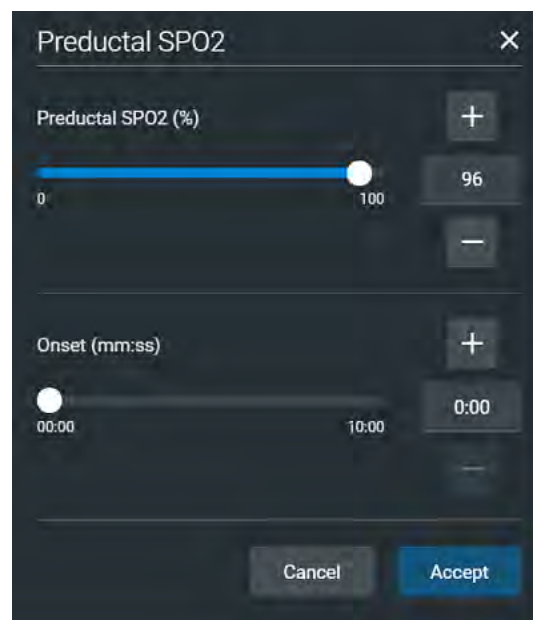 Preductal SPO2 ×
Preductal SPO2 (%) +
0 100 96
−
Onset (mm:ss) +
00:00 10:00 0:00
−
Cancel Accept